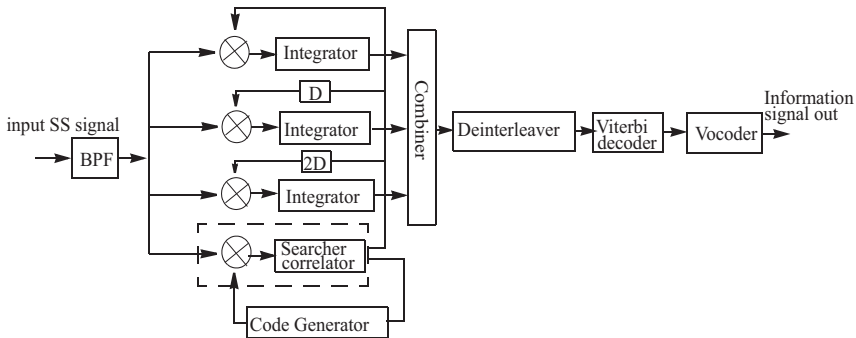 Integrator
D
Combiner
Information
signal out
input SS signal
Integrator
Deinterleaver
Viterbi
decoder
Vocoder
BPF
2D
Integrator
Searcher
correlator
Code Generator